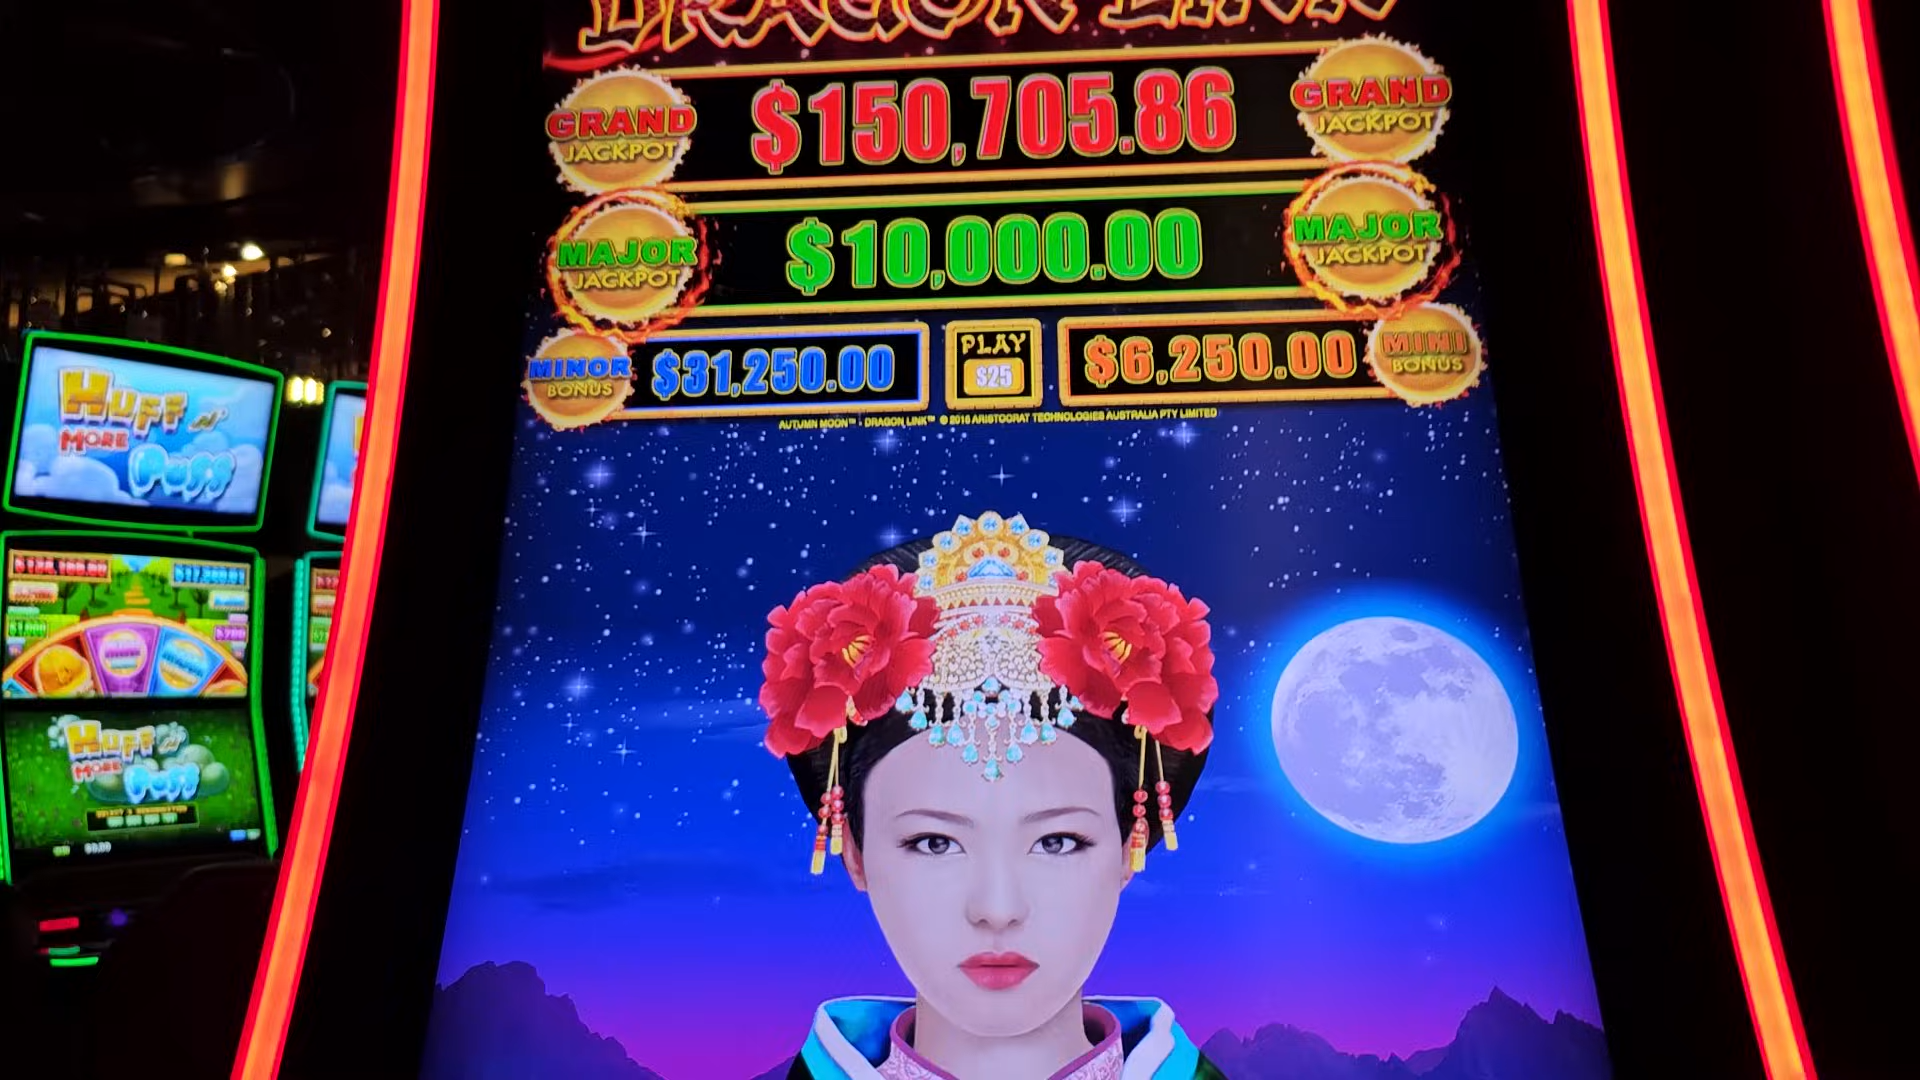 DRAGON LINK
GRAND JACKPOT $150,705.86 GRAND JACKPOT
MAJOR JACKPOT $10,000.00 MAJOR JACKPOT
MINOR BONUS $31,250.00 PLAY $25 $6,250.00 MINI BONUS
AUTUMN MOON™ - DRAGON LINK™ © 2016 ARISTOCRAT TECHNOLOGIES AUSTRALIA PTY LIMITED
HUFF N'
MORE
PUFF
HUFF N'
MORE
PUFF